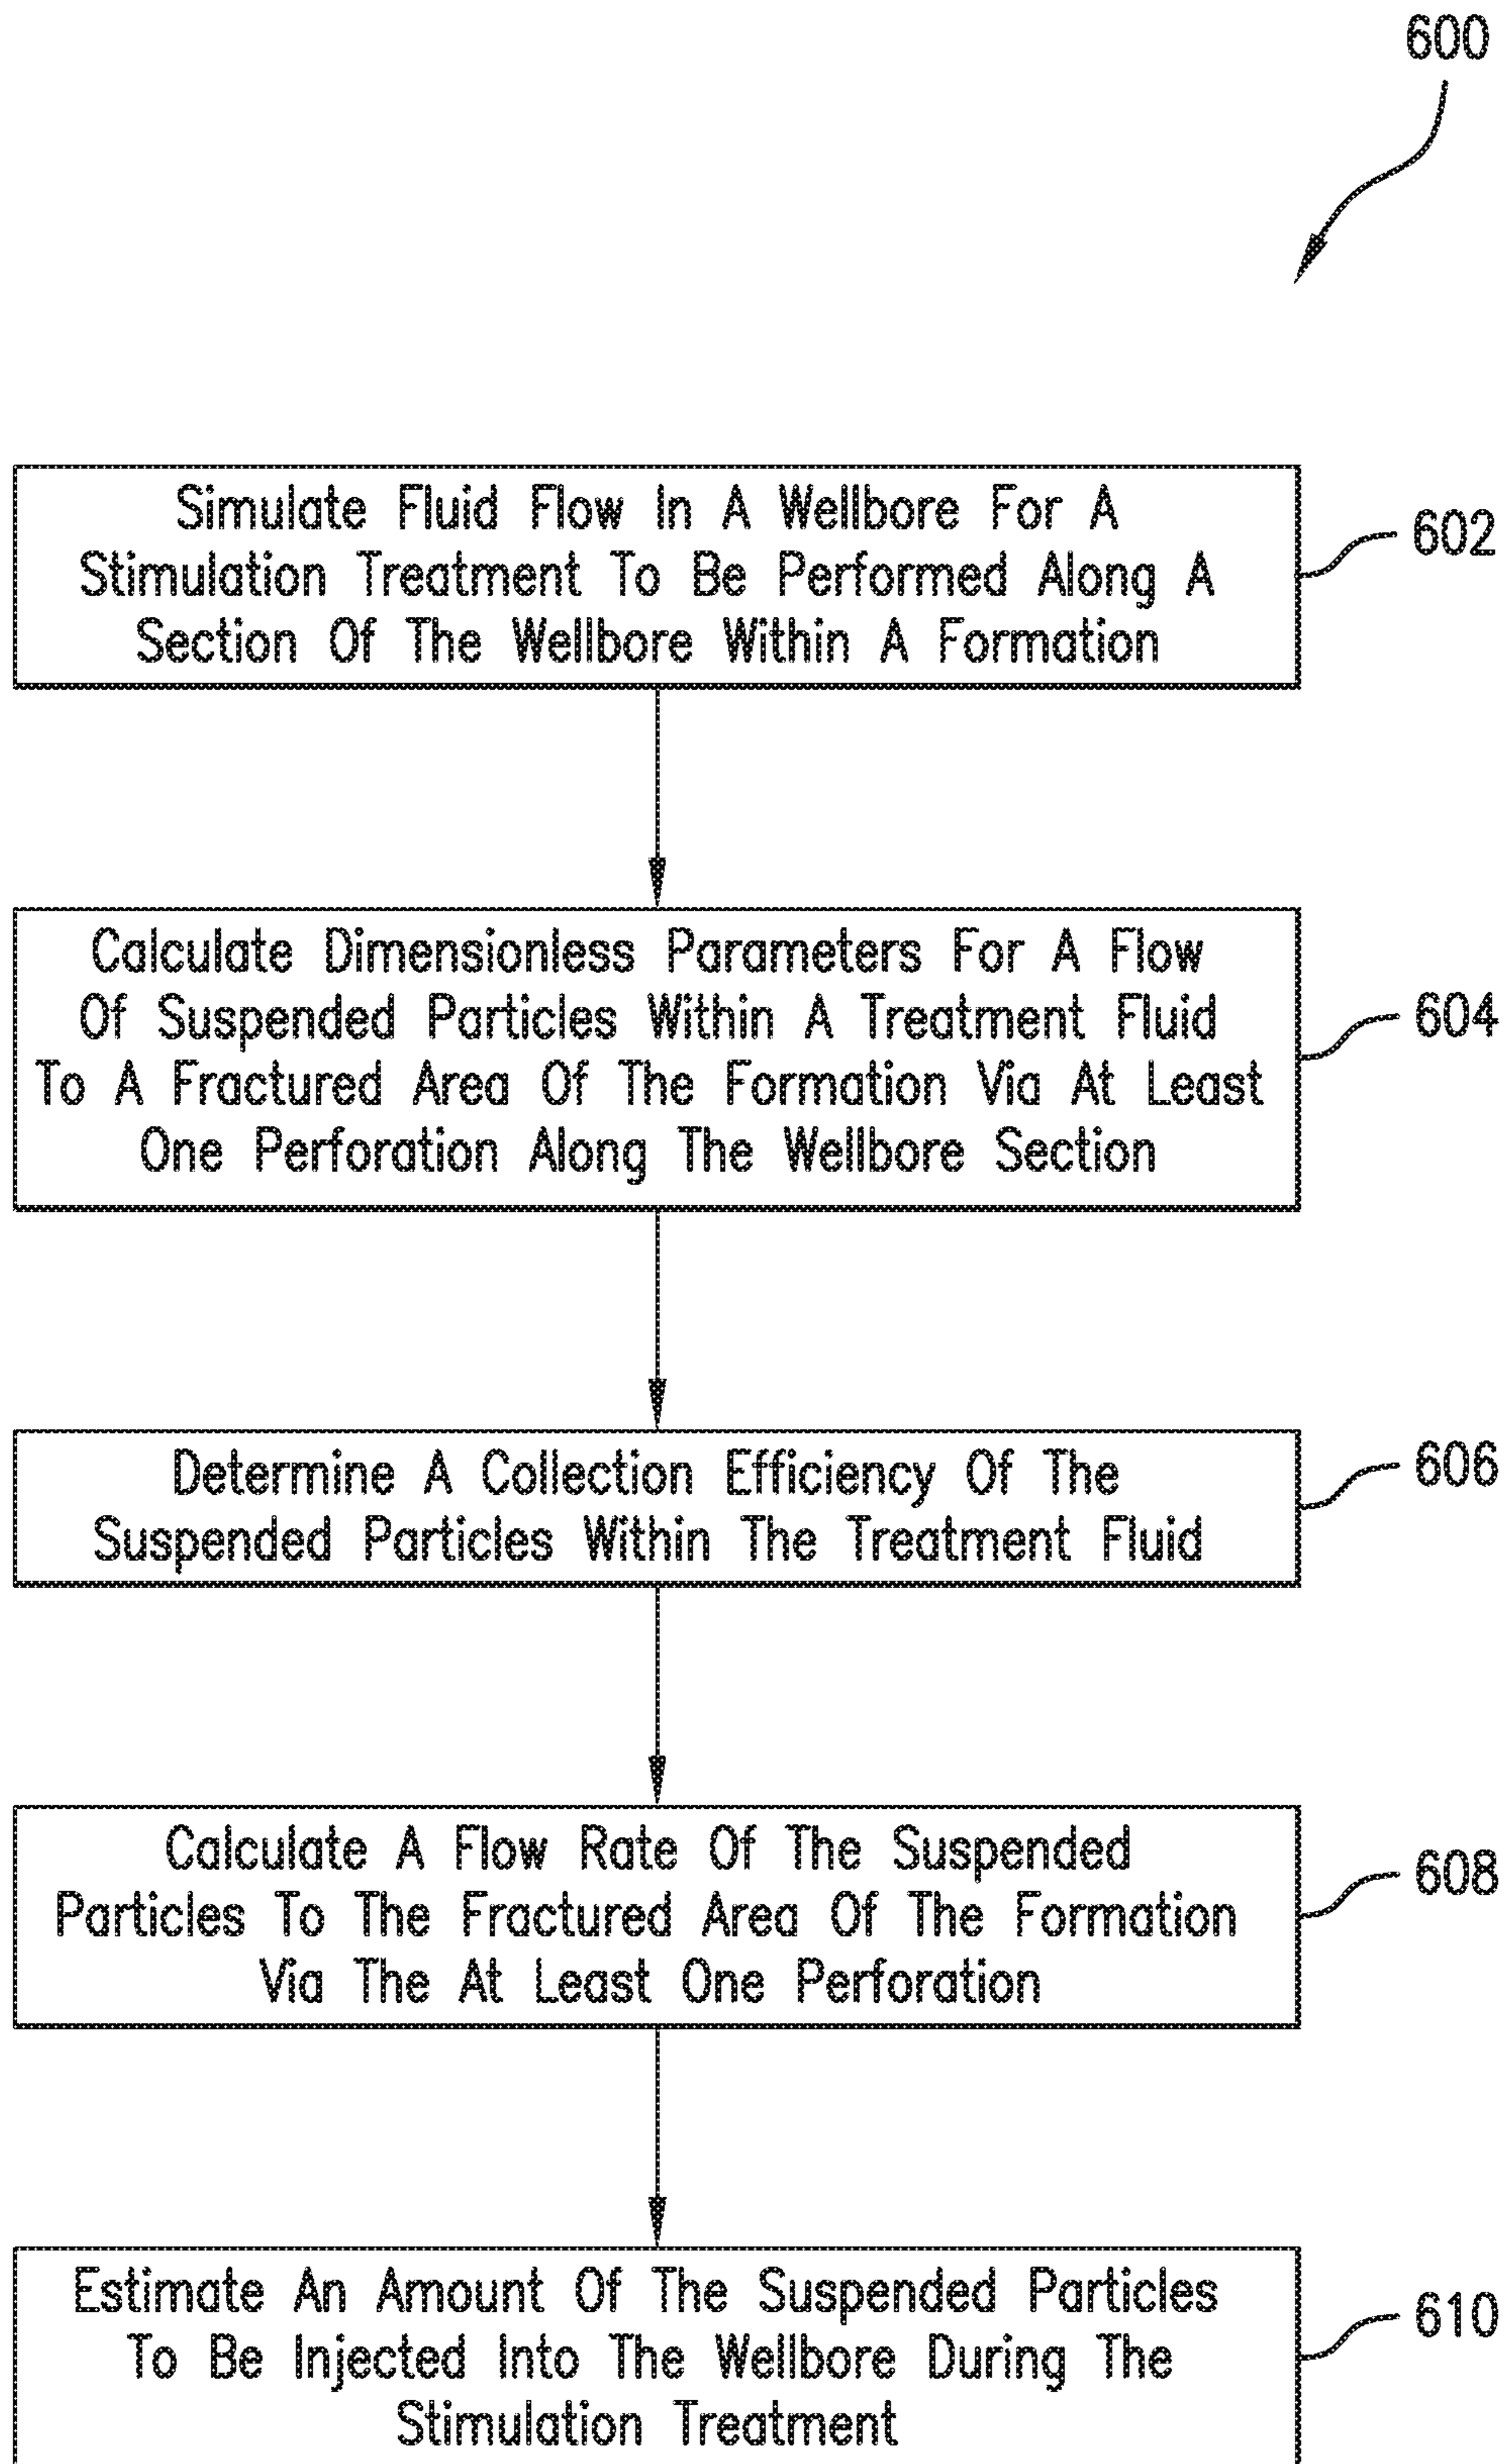 600
Simulate Fluid Flow In A Wellbore For A
Stimulation Treatment To Be Performed Along A
Section Of The Wellbore Within A Formation
602
Calculate Dimensionless Parameters For A Flow
Of Suspended Particles Within A Treatment Fluid
To A Fractured Area Of The Formation Via At Least
One Perforation Along The Wellbore Section
604
Determine A Collection Efficiency Of The
Suspended Particles Within The Treatment Fluid
606
Calculate A Flow Rate Of The Suspended
Particles To The Fractured Area Of The Formation
Via The At Least One Perforation
608
Estimate An Amount Of The Suspended Particles
To Be Injected Into The Wellbore During The
Stimulation Treatment
610